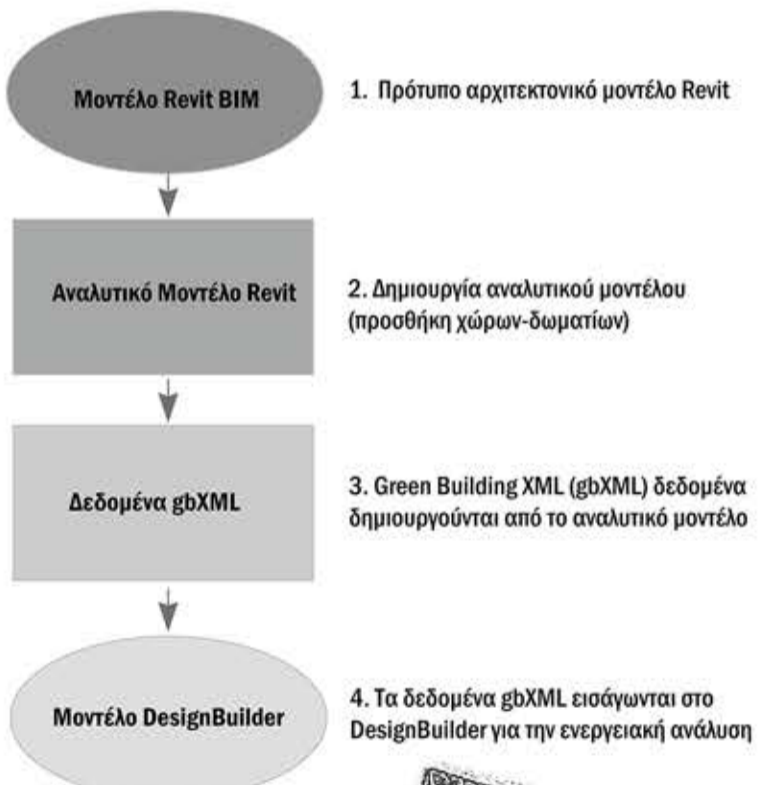 Μοντέλο Revit BIM
1. Πρότυπο αρχιτεκτονικό μοντέλο Revit
Αναλυτικό Μοντέλο Revit
2. Δημιουργία αναλυτικού μοντέλου
(προσθήκη χώρων-δωματίων)
Δεδομένα gbXML
3. Green Building XML (gbXML) δεδομένα
δημιουργούνται από το αναλυτικό μοντέλο
Μοντέλο DesignBuilder
4. Τα δεδομένα gbXML εισάγωνται στο
DesignBuilder για την ενεργειακή ανάλυση